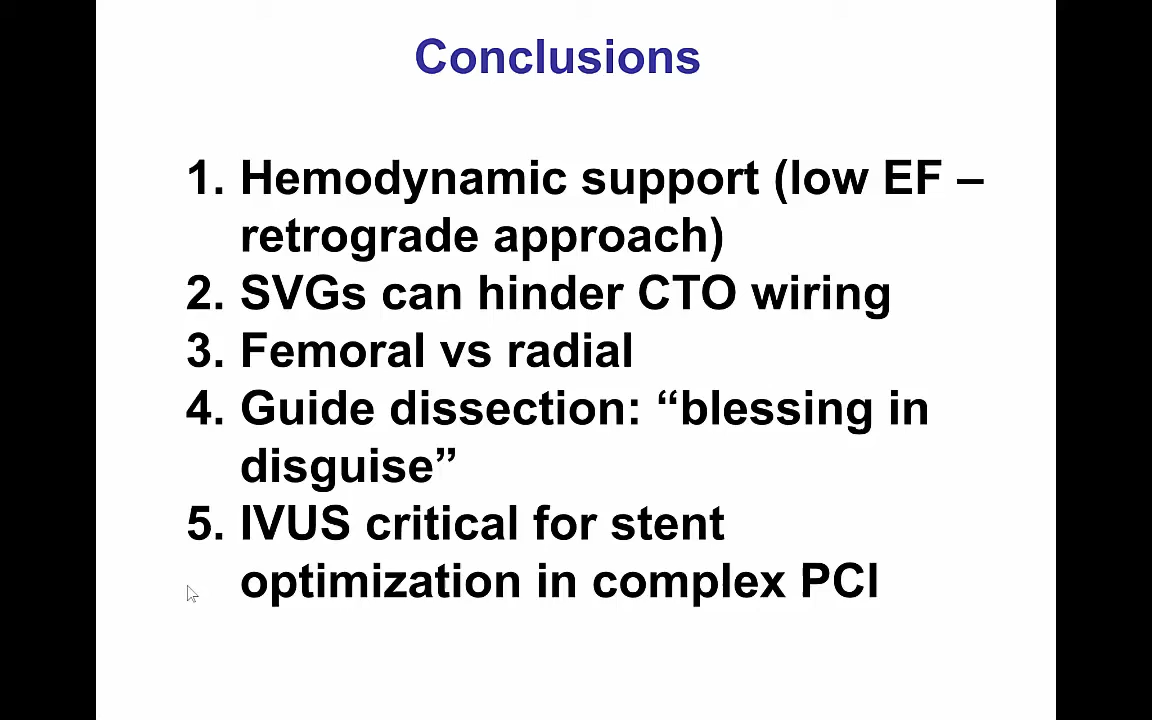 Conclusions
1. Hemodynamic support (low EF –
retrograde approach)
2. SVGs can hinder CTO wiring
3. Femoral vs radial
4. Guide dissection: “blessing in
disguise”
5. IVUS critical for stent
optimization in complex PCI